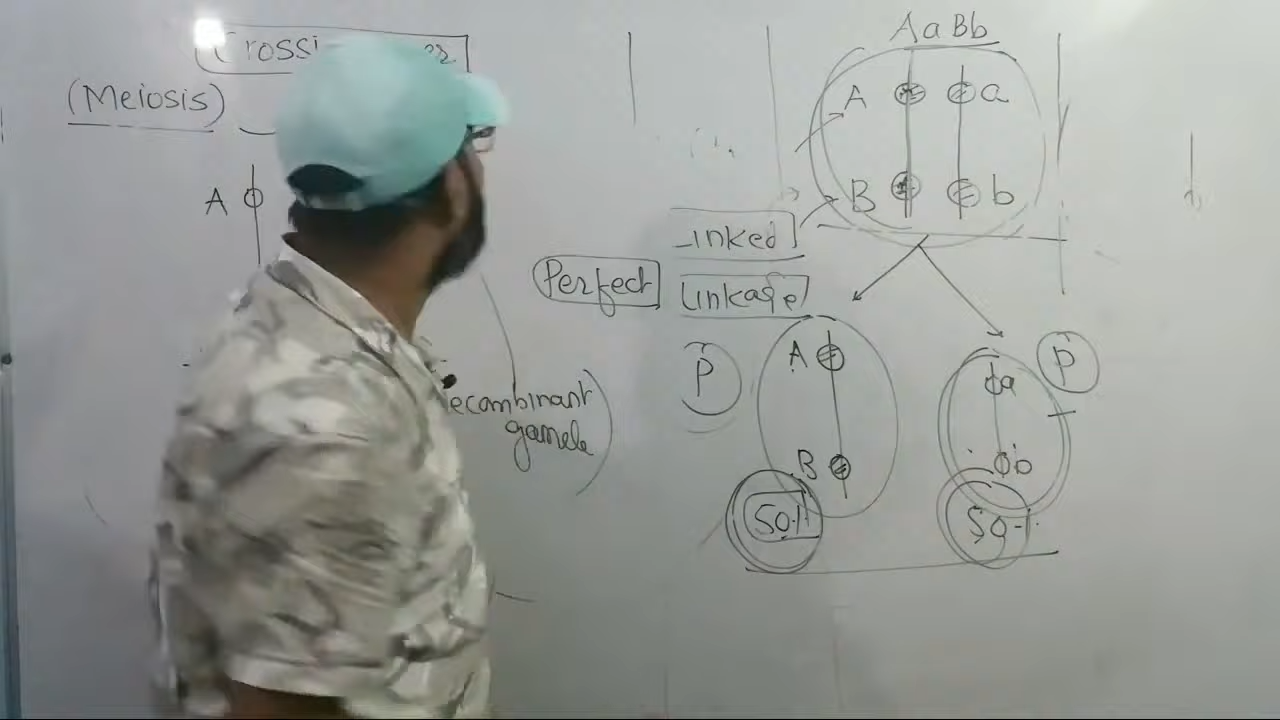 (Meiosis)
A
ecombinant
gamete
AaBb
A a
B b
Linked
Perfect Linkage
P
A
B
50%
P
a
b
50%